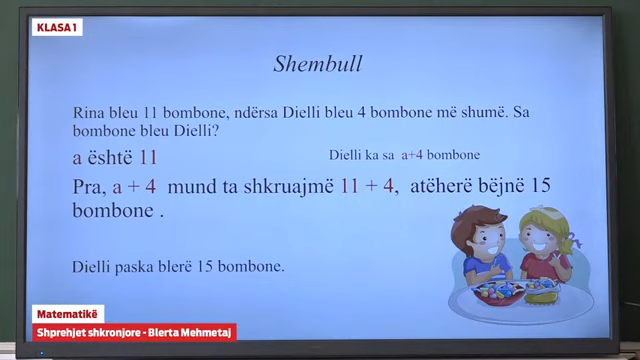 KLASA 1
Shembull
Rina bleu 11 bombone, ndërsa Dielli bleu 4 bombone më shumë. Sa
bombone bleu Dielli?
a është 11
Dielli ka sa a+4 bombone
Pra, a + 4 mund ta shkruajmë 11 + 4, atëherë bëjnë 15
bombone .
Dielli paska blerë 15 bombone.
Matematikë
Shprehjet shkronjore - Blerta Mehmetaj